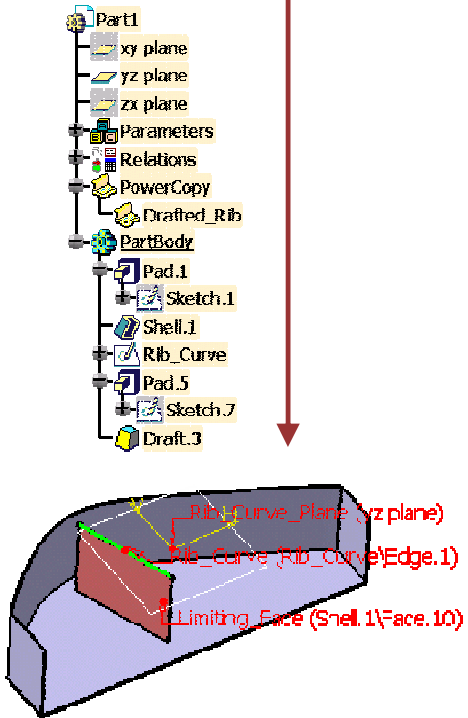 Part1
xy plane
yz plane
zx plane
Parameters
Relations
PowerCopy
Drafted_Rib
PartBody
Pad.1
Sketch.1
Shell.1
Rib_Curve
Pad.5
Sketch.7
Draft.3
Rib_Curve_Plane (yz plane)
Rib_Curve (Rib_Curve\Edge.1)
Limiting_Face (Shell.1\Face.10)